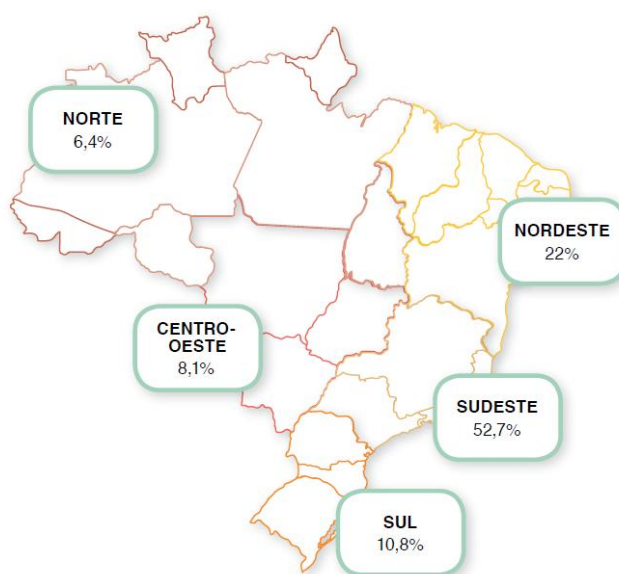 NORTE
6,4%
NORDESTE
22%
CENTRO-
OESTE
8,1%
SUDESTE
52,7%
SUL
10,8%